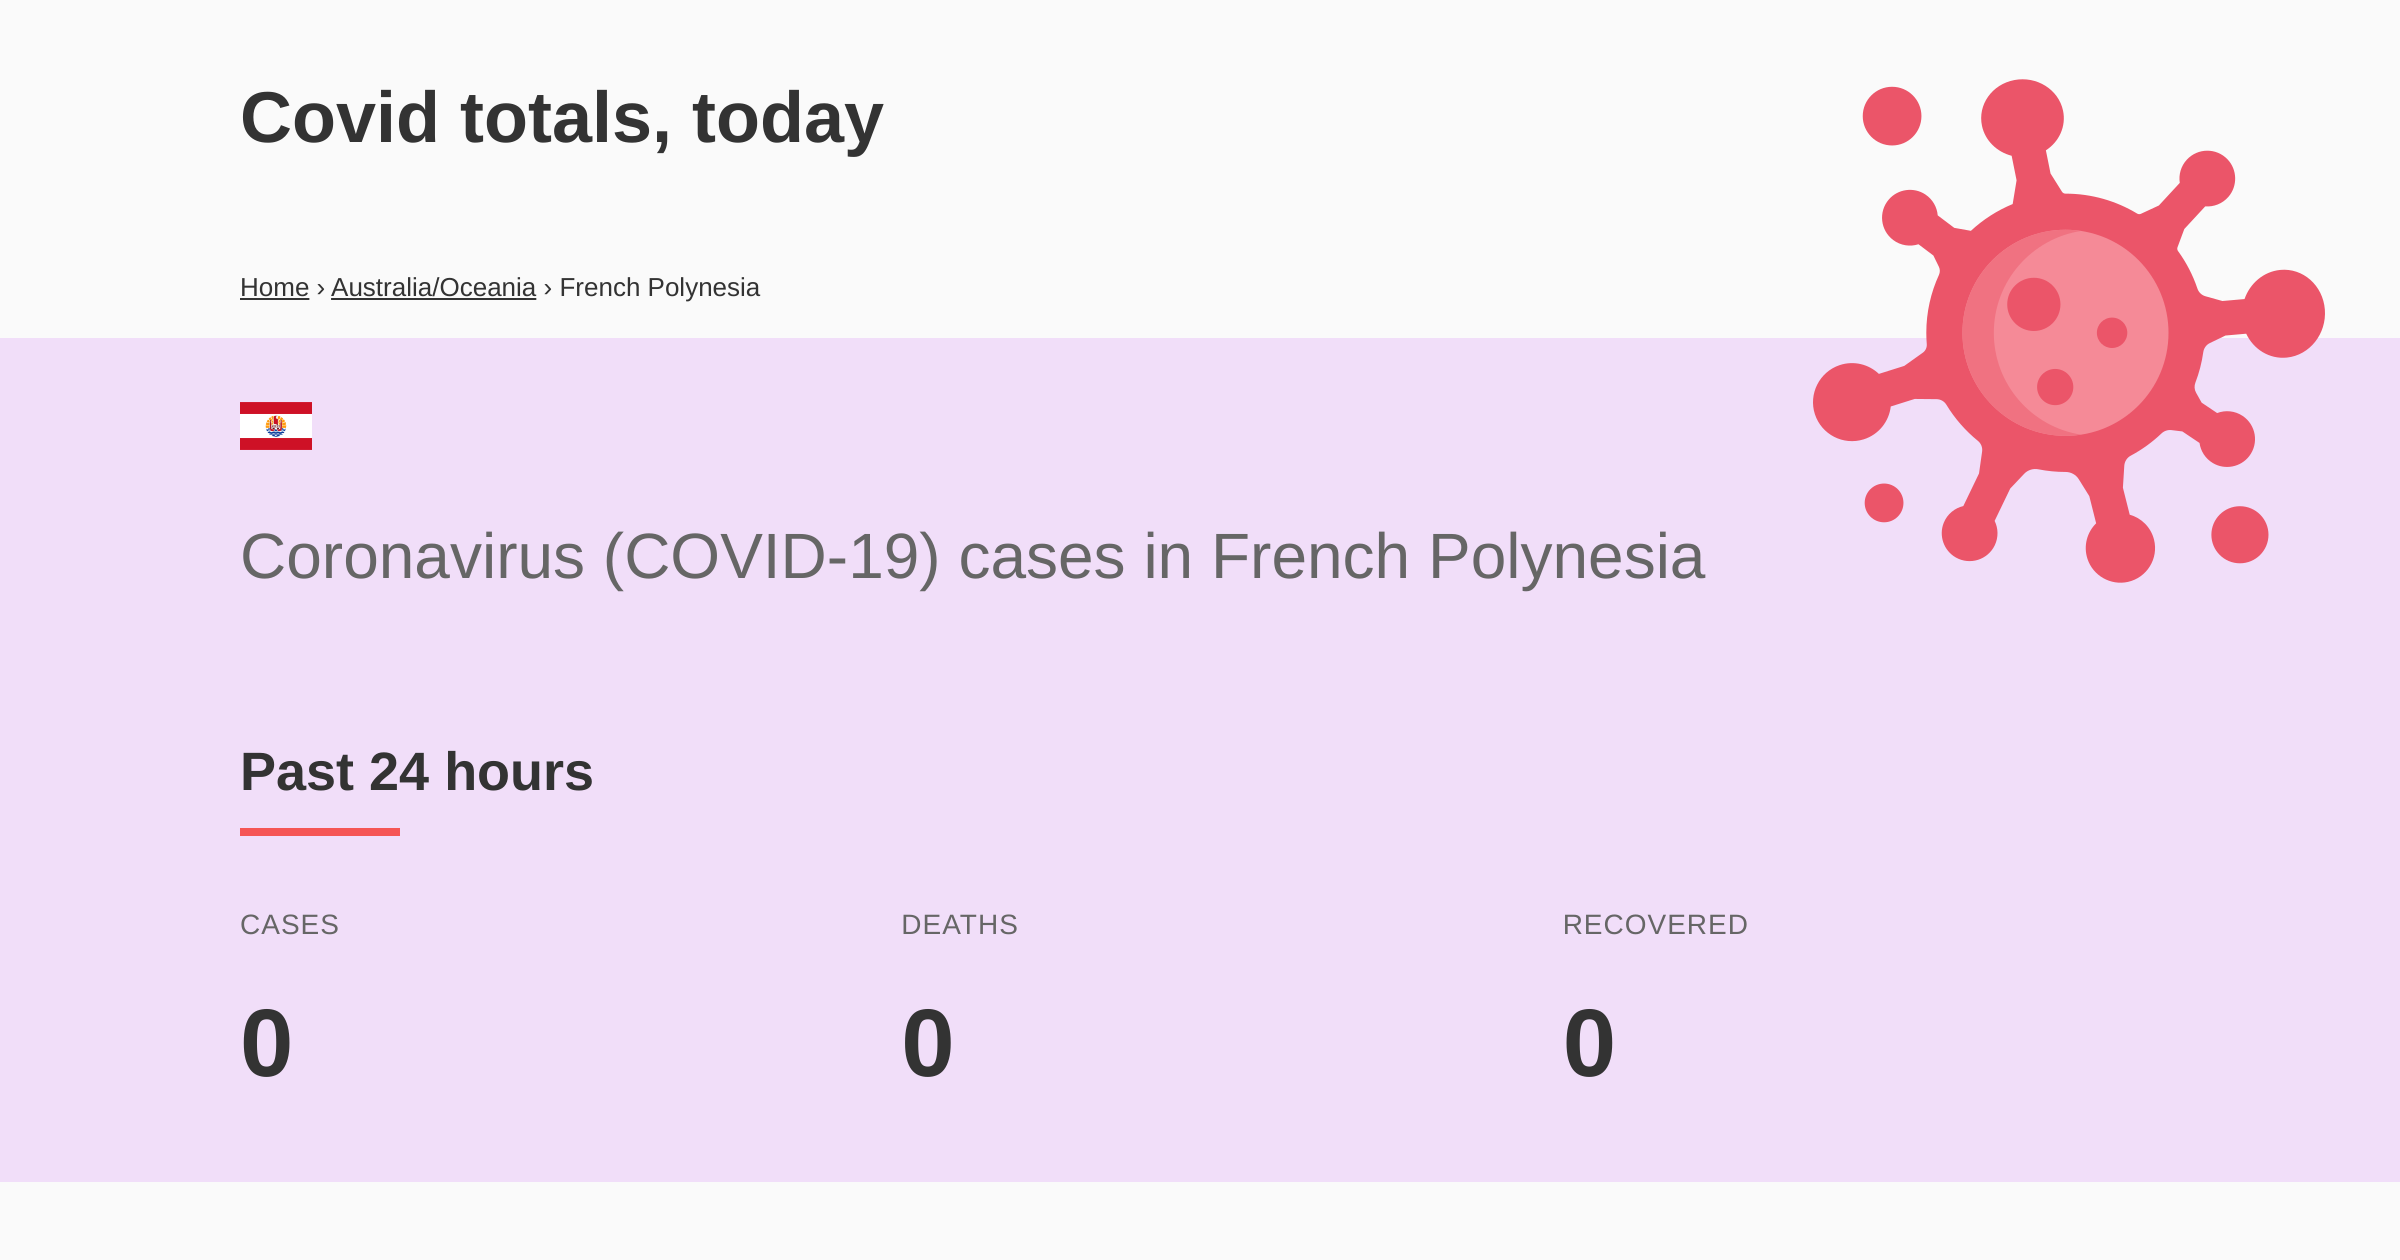 Covid totals, today
Home › Australia/Oceania › French Polynesia
Coronavirus (COVID-19) cases in French Polynesia
Past 24 hours
CASES
DEATHS
RECOVERED
0
0
0